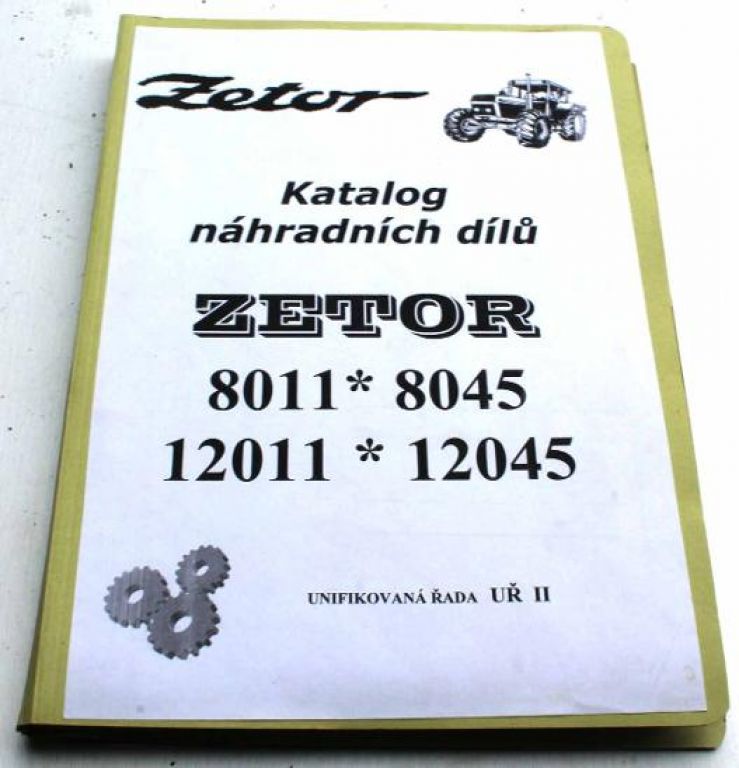 Zetor
Katalog
náhradních dílů
ZETOR
8011* 8045
12011 * 12045
UNIFIKOVANÁ ŘADA UŘ II